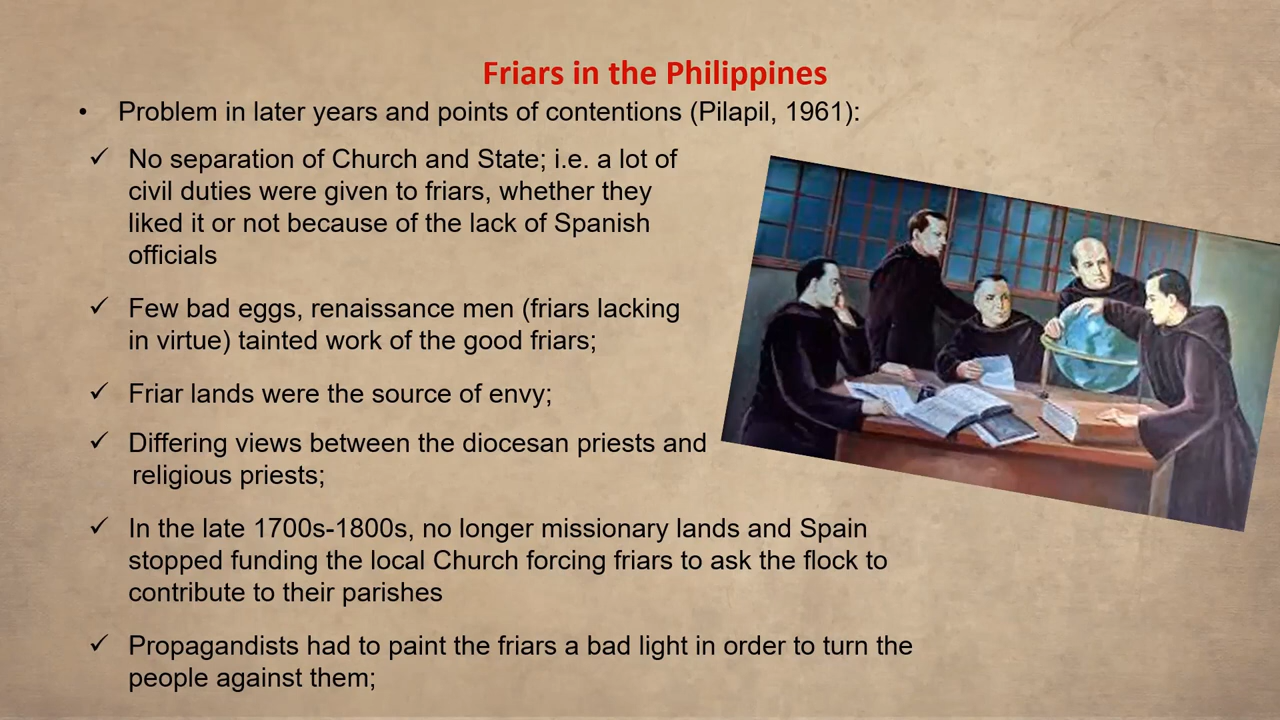 Friars in the Philippines
• Problem in later years and points of contentions (Pilapil, 1961):
✓ No separation of Church and State; i.e. a lot of
civil duties were given to friars, whether they
liked it or not because of the lack of Spanish
officials
✓ Few bad eggs, renaissance men (friars lacking
in virtue) tainted work of the good friars;
✓ Friar lands were the source of envy;
✓ Differing views between the diocesan priests and
religious priests;
✓ In the late 1700s-1800s, no longer missionary lands and Spain
stopped funding the local Church forcing friars to ask the flock to
contribute to their parishes
✓ Propagandists had to paint the friars a bad light in order to turn the
people against them;